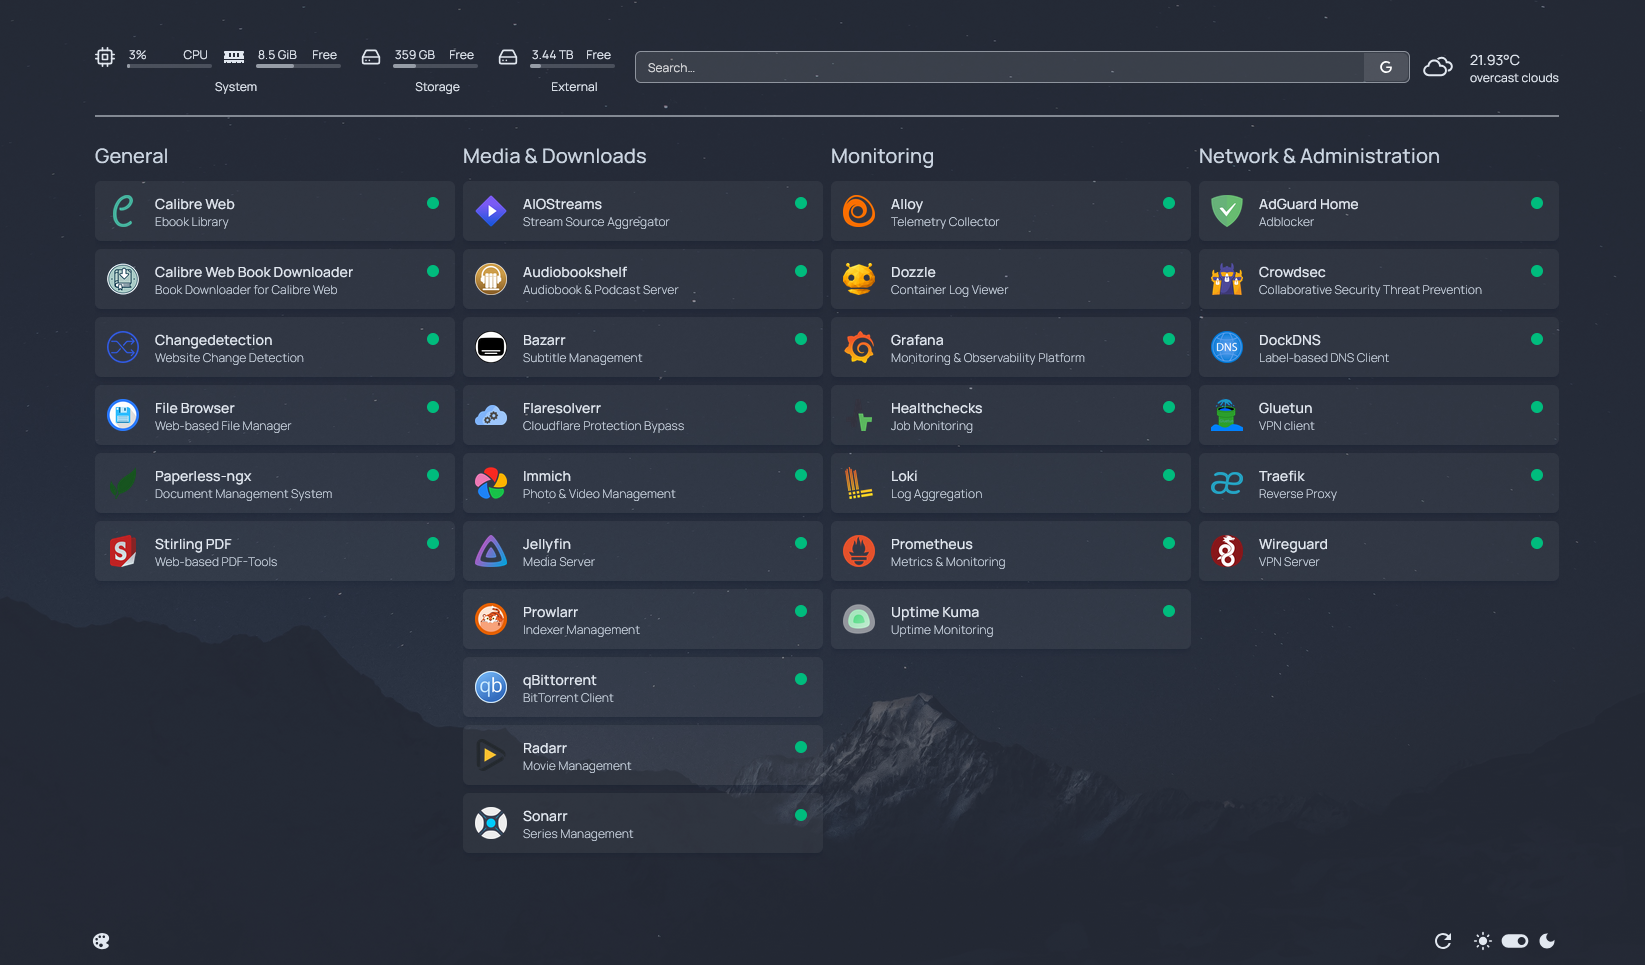 3% CPU
8.5 GiB Free
System
359 GB Free
Storage
3.44 TB Free
External
Search...
G
21.93°C
overcast clouds
General
Calibre Web
Ebook Library
Calibre Web Book Downloader
Book Downloader for Calibre Web
Changedetection
Website Change Detection
File Browser
Web-based File Manager
Paperless-ngx
Document Management System
S
Stirling PDF
Web-based PDF-Tools
Media & Downloads
AIOStreams
Stream Source Aggregator
Audiobookshelf
Audiobook & Podcast Server
Bazarr
Subtitle Management
Flaresolverr
Cloudflare Protection Bypass
Immich
Photo & Video Management
Jellyfin
Media Server
Prowlarr
Indexer Management
qb
qBittorrent
BitTorrent Client
Radarr
Movie Management
Sonarr
Series Management
Monitoring
Alloy
Telemetry Collector
Dozzle
Container Log Viewer
Grafana
Monitoring & Observability Platform
Healthchecks
Job Monitoring
Loki
Log Aggregation
Prometheus
Metrics & Monitoring
Uptime Kuma
Uptime Monitoring
Network & Administration
AdGuard Home
Adblocker
Crowdsec
Collaborative Security Threat Prevention
DNS
DockDNS
Label-based DNS Client
Gluetun
VPN client
Traefik
Reverse Proxy
Wireguard
VPN Server